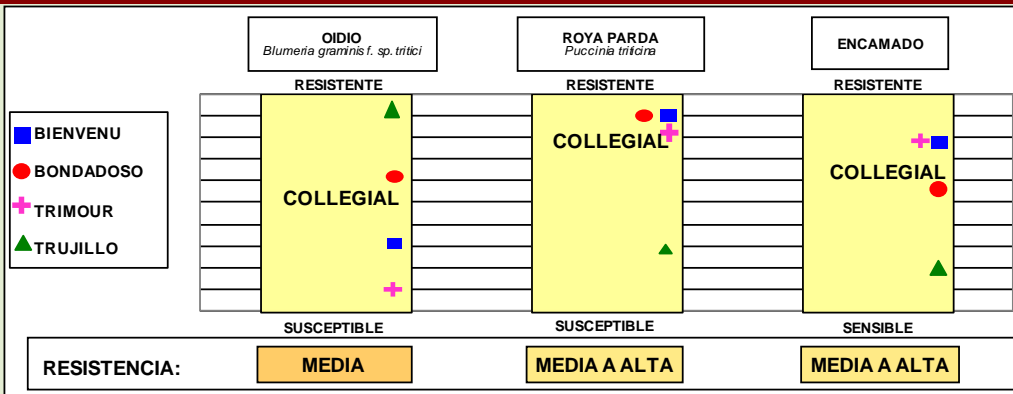 OIDIO
Blumeria graminis f. sp. tritici
ROYA PARDA
Puccinia triticina
ENCAMADO
RESISTENTE
RESISTENTE
RESISTENTE
BIENVENU
BONDADOSO
TRIMOUR
TRUJILLO
COLLEGIAL
COLLEGIAL
COLLEGIAL
SUSCEPTIBLE
SUSCEPTIBLE
SENSIBLE
RESISTENCIA:
MEDIA
MEDIA A ALTA
MEDIA A ALTA